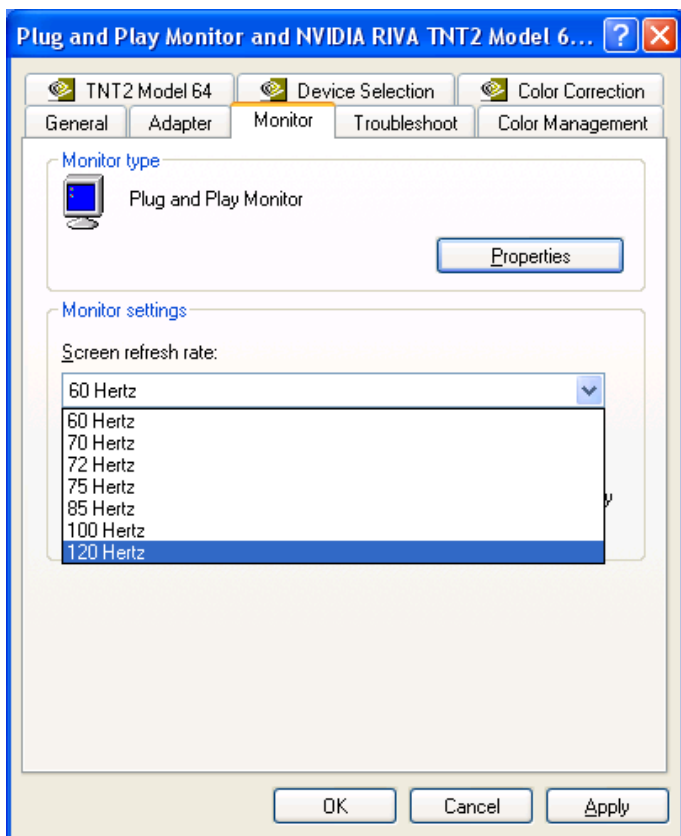 Plug and Play Monitor and NVIDIA RIVA TNT2 Model 6...
TNT2 Model 64 Device Selection Color Correction
General Adapter Monitor Troubleshoot Color Management
Monitor type
Plug and Play Monitor
Properties
Monitor settings
Screen refresh rate:
60 Hertz
60 Hertz
70 Hertz
72 Hertz
75 Hertz
85 Hertz
100 Hertz
120 Hertz
OK Cancel Apply